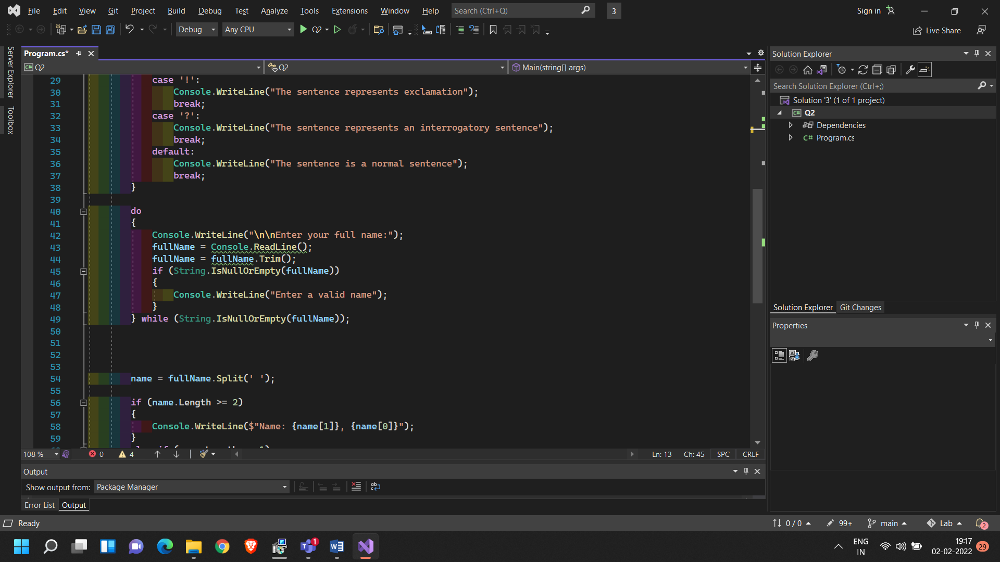 File Edit View Git Project Build Debug Test Analyze Tools Extensions Window Help Search (Ctrl+Q) 3 Sign in
Debug Any CPU Q2 Live Share
Server Explorer
Toolbox
Program.cs*
C# Q2 Q2 Main(string[] args)
29 case '!':
30 Console.WriteLine("The sentence represents exclamation");
31 break;
32 case '?':
33 Console.WriteLine("The sentence represents an interrogatory sentence");
34 break;
35 default:
36 Console.WriteLine("The sentence is a normal sentence");
37 break;
38 }
39
40 do
41 {
42 Console.WriteLine("\n\nEnter your full name:");
43 fullName = Console.ReadLine();
44 fullName = fullName.Trim();
45 if (String.IsNullOrEmpty(fullName))
46 {
47 Console.WriteLine("Enter a valid name");
48 }
49 } while (String.IsNullOrEmpty(fullName));
50
51
52
53
54 name = fullName.Split(' ');
55
56 if (name.Length >= 2)
57 {
58 Console.WriteLine($"Name: {name[1]}, {name[0]}");
59 }
108 % 0 4 Ln: 13 Ch: 45 SPC CRLF
Output
Show output from: Package Manager
Error List Output
Solution Explorer
Search Solution Explorer (Ctrl+;)
Solution '3' (1 of 1 project)
C# Q2
Dependencies
C# Program.cs
Solution Explorer Git Changes
Properties
Ready 0 / 0 99+ main Lab 2
1
ENG
IN
19:17
02-02-2022
29